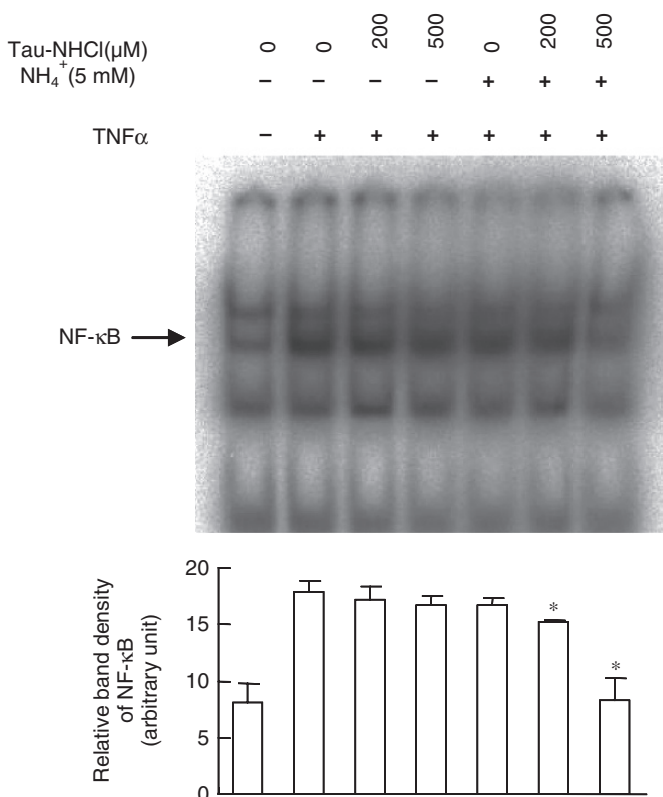 Tau-NHCl(μM) 0 0 200 500 0 200 500
NH₄⁺(5 mM) – – – – + + +
TNFα – + + + + + +
NF-κB
20
15
10
5
0
Relative band density
of NF-κB
(arbitrary unit)
*
*